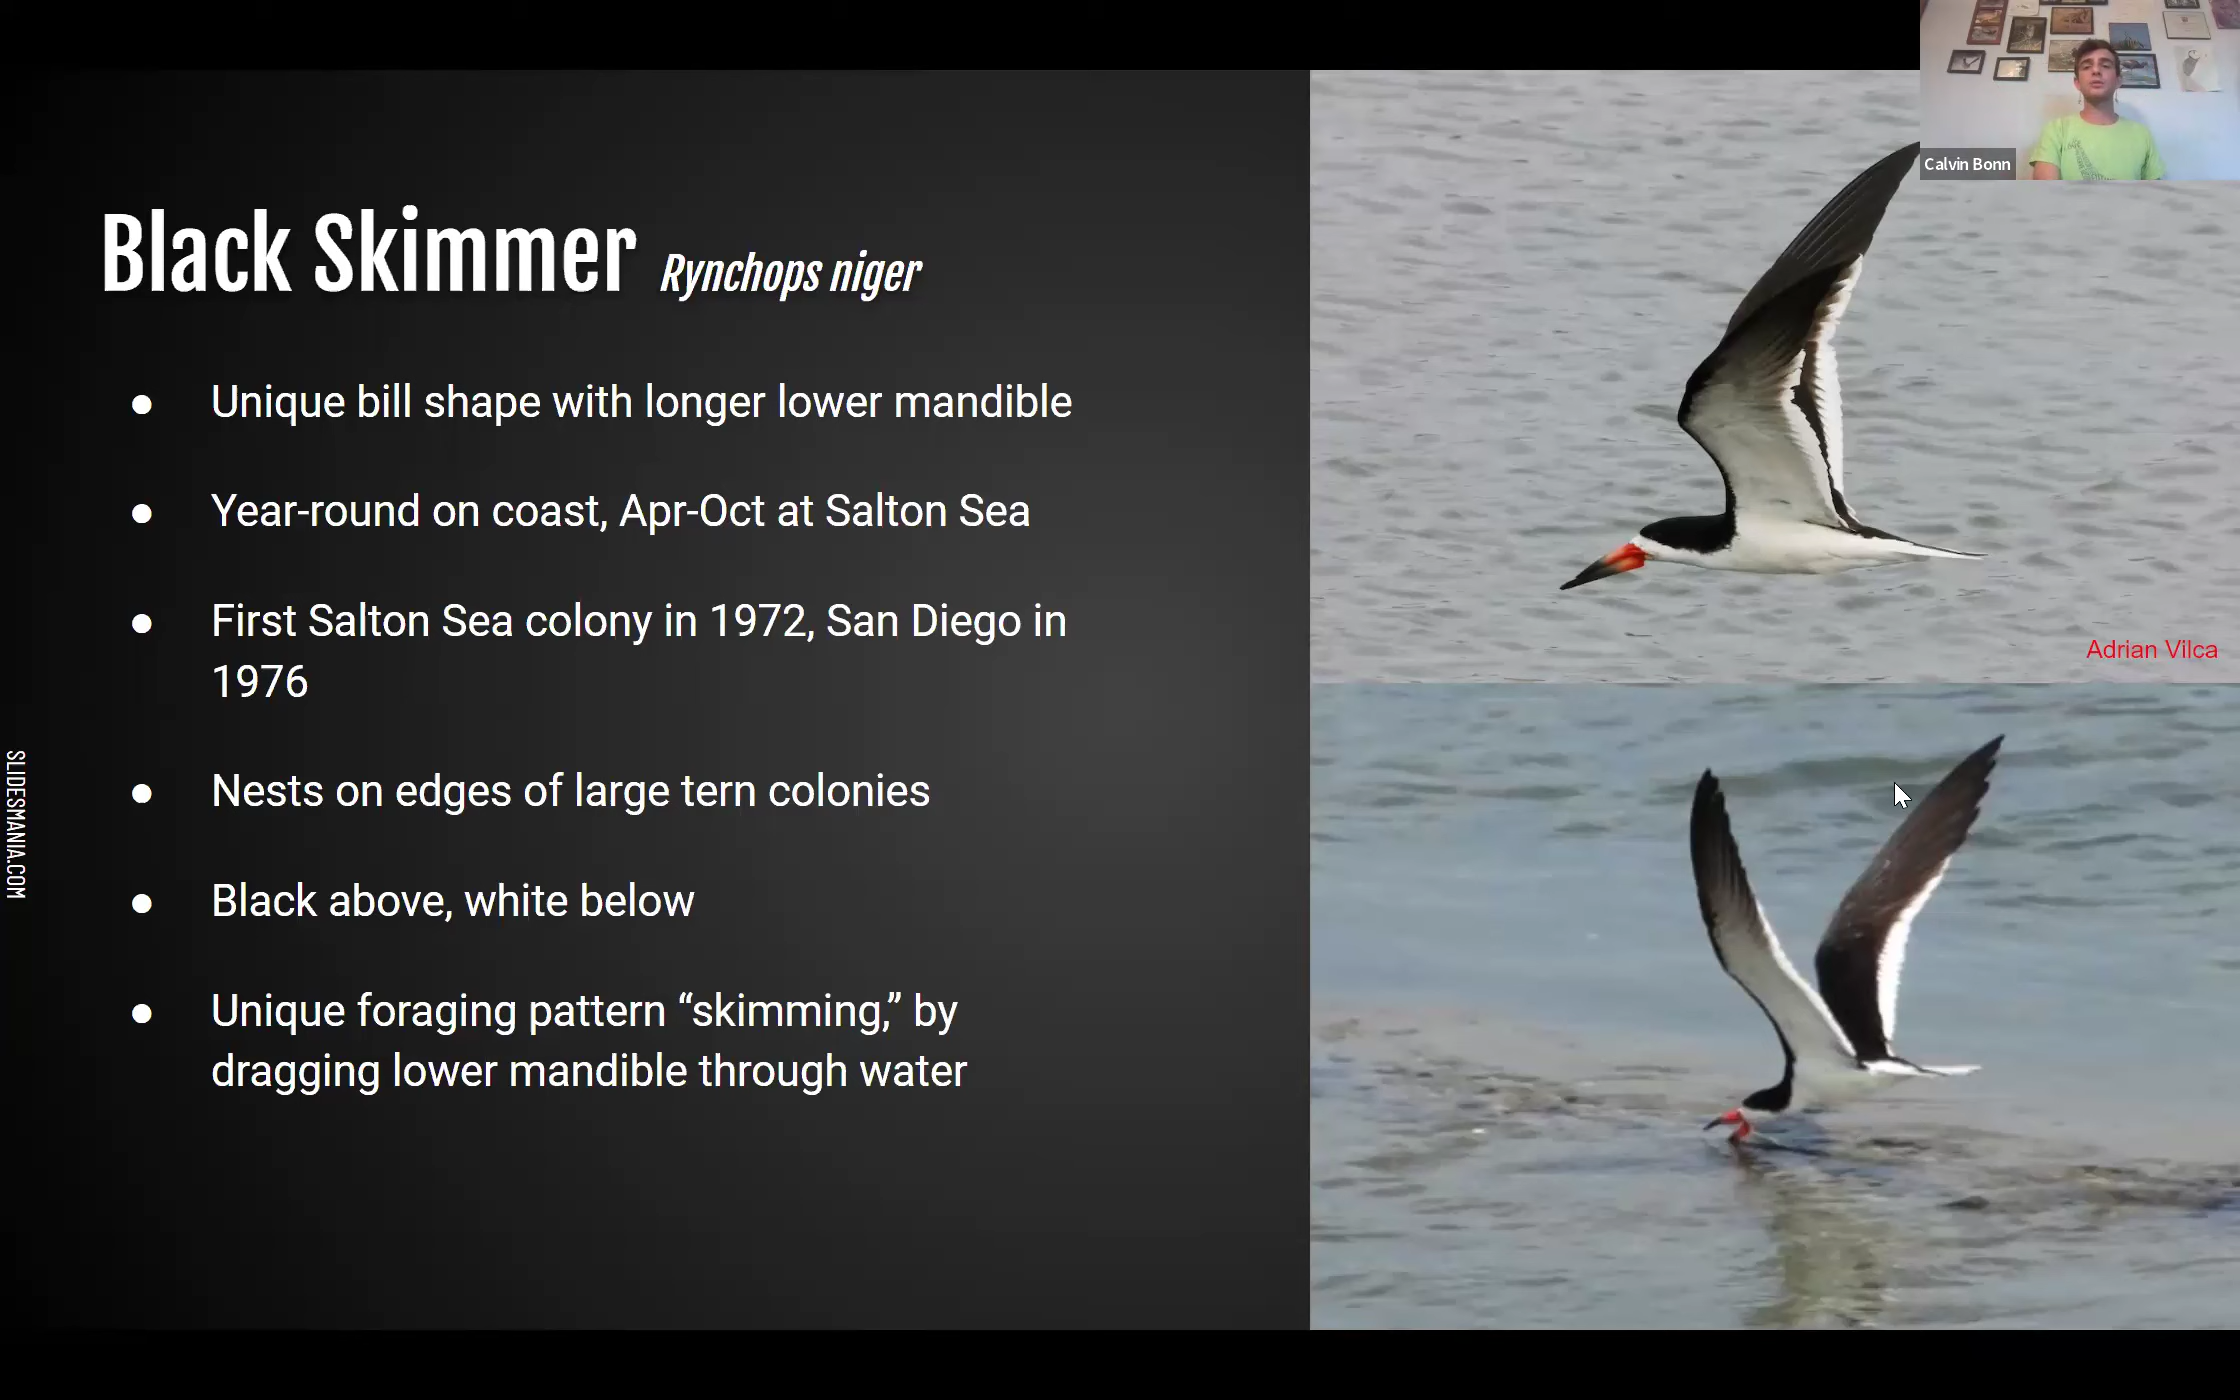 Calvin Bonn
Black Skimmer Rynchops niger
● Unique bill shape with longer lower mandible
● Year-round on coast, Apr-Oct at Salton Sea
● First Salton Sea colony in 1972, San Diego in
1976
● Nests on edges of large tern colonies
● Black above, white below
● Unique foraging pattern “skimming,” by
dragging lower mandible through water
Adrian Vilca
SLIDESMANIA.COM